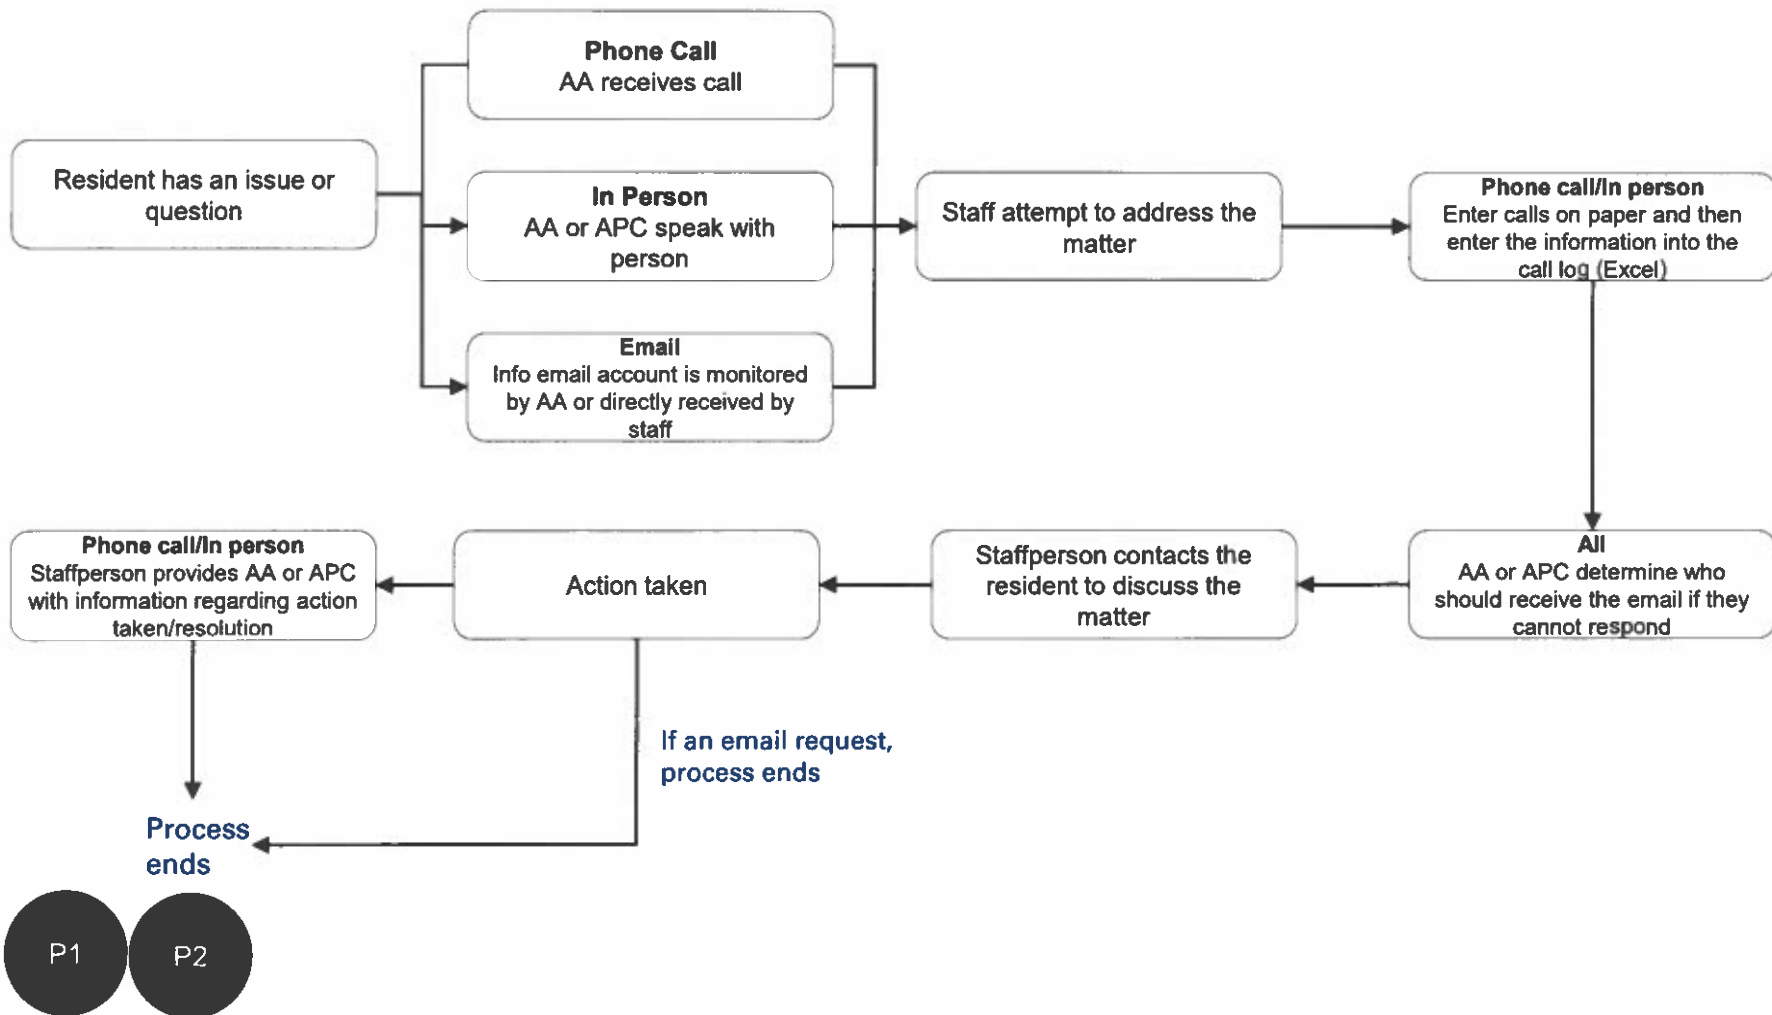 Phone Call
AA receives call
Resident has an issue or
question
In Person
AA or APC speak with
person
Email
Info email account is monitored
by AA or directly received by
staff
Staff attempt to address the
matter
Phone call/In person
Enter calls on paper and then
enter the information into the
call log (Excel)
Phone call/In person
Staffperson provides AA or APC
with information regarding action
taken/resolution
Action taken
Staffperson contacts the
resident to discuss the
matter
All
AA or APC determine who
should receive the email if they
cannot respond
If an email request,
process ends
Process
ends
P1
P2